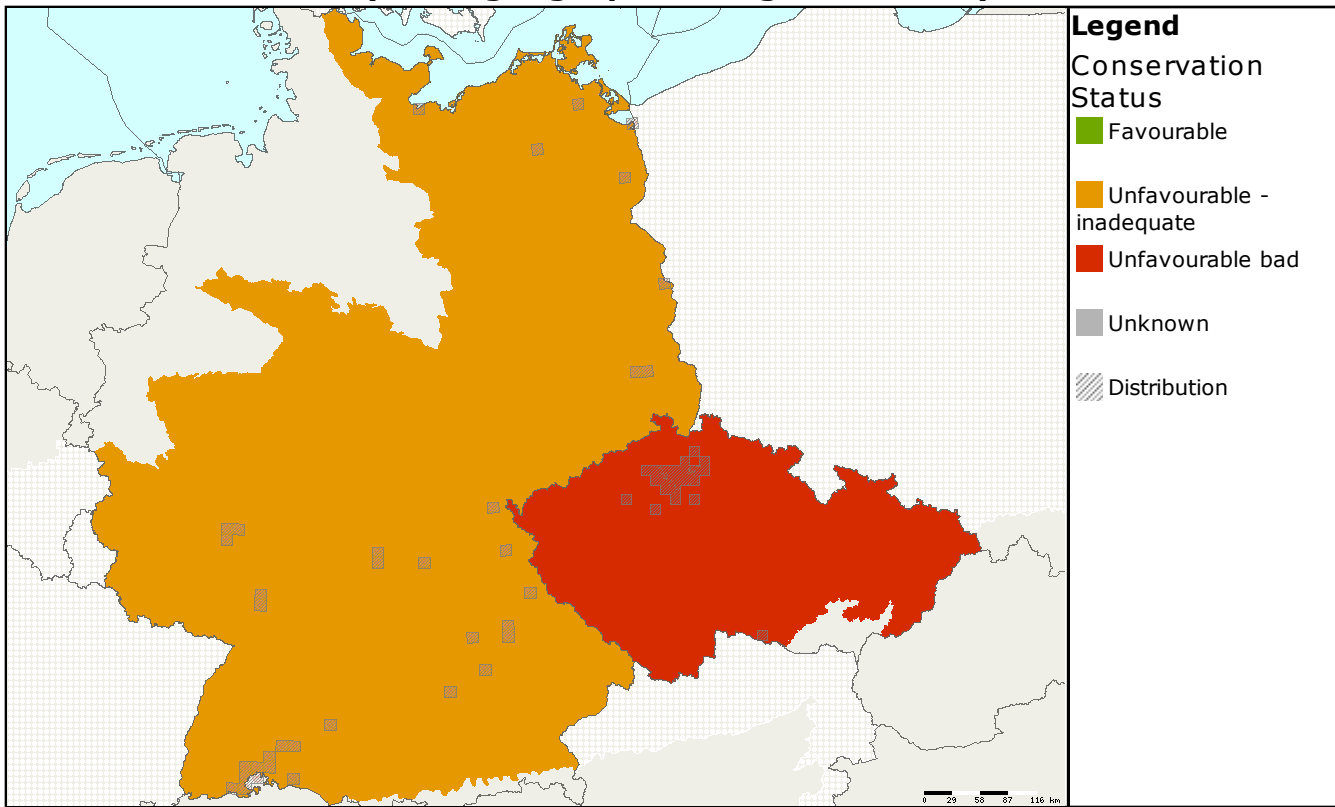 Legend
Conservation
Status
Favourable
Unfavourable -
inadequate
Unfavourable bad
Unknown
Distribution
0 29 58 87 116 km